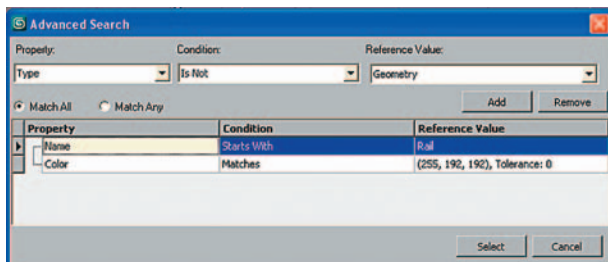 Advanced Search
Property: Condition: Reference Value:
Type Is Not Geometry
Match All Match Any Add Remove
Property Condition Reference Value
Name Starts With Rail
Color Matches (255, 192, 192), Tolerance: 0
Select Cancel